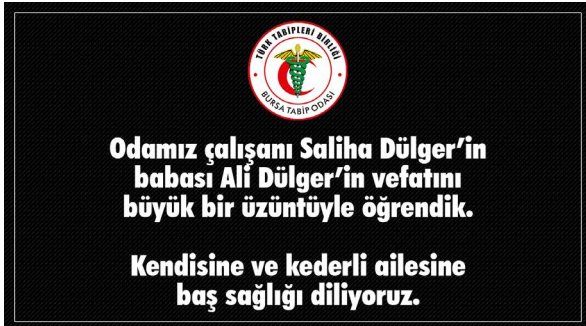 TÜRK TABİPLERİ BİRLİĞİ
BURSA TABİP ODASI
Odamız çalışanı Saliha Dülger’in
babası Ali Dülger’in vefatını
büyük bir üzüntüyle öğrendik.
Kendisine ve kederli ailesine
baş sağlığı diliyoruz.